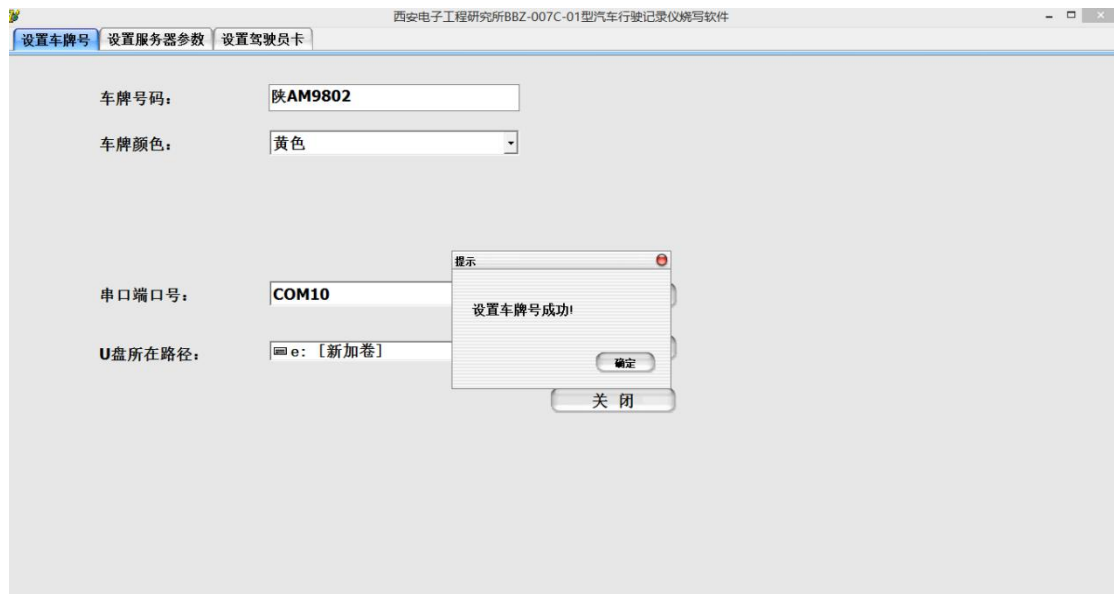 西安电子工程研究所BBZ-007C-01型汽车行驶记录仪烧写软件
设置车牌号 设置服务器参数 设置驾驶员卡
车牌号码： 陕AM9802
车牌颜色： 黄色
提示
串口端口号： COM10
设置车牌号成功!
U盘所在路径： e: [新加卷]
确定
关 闭